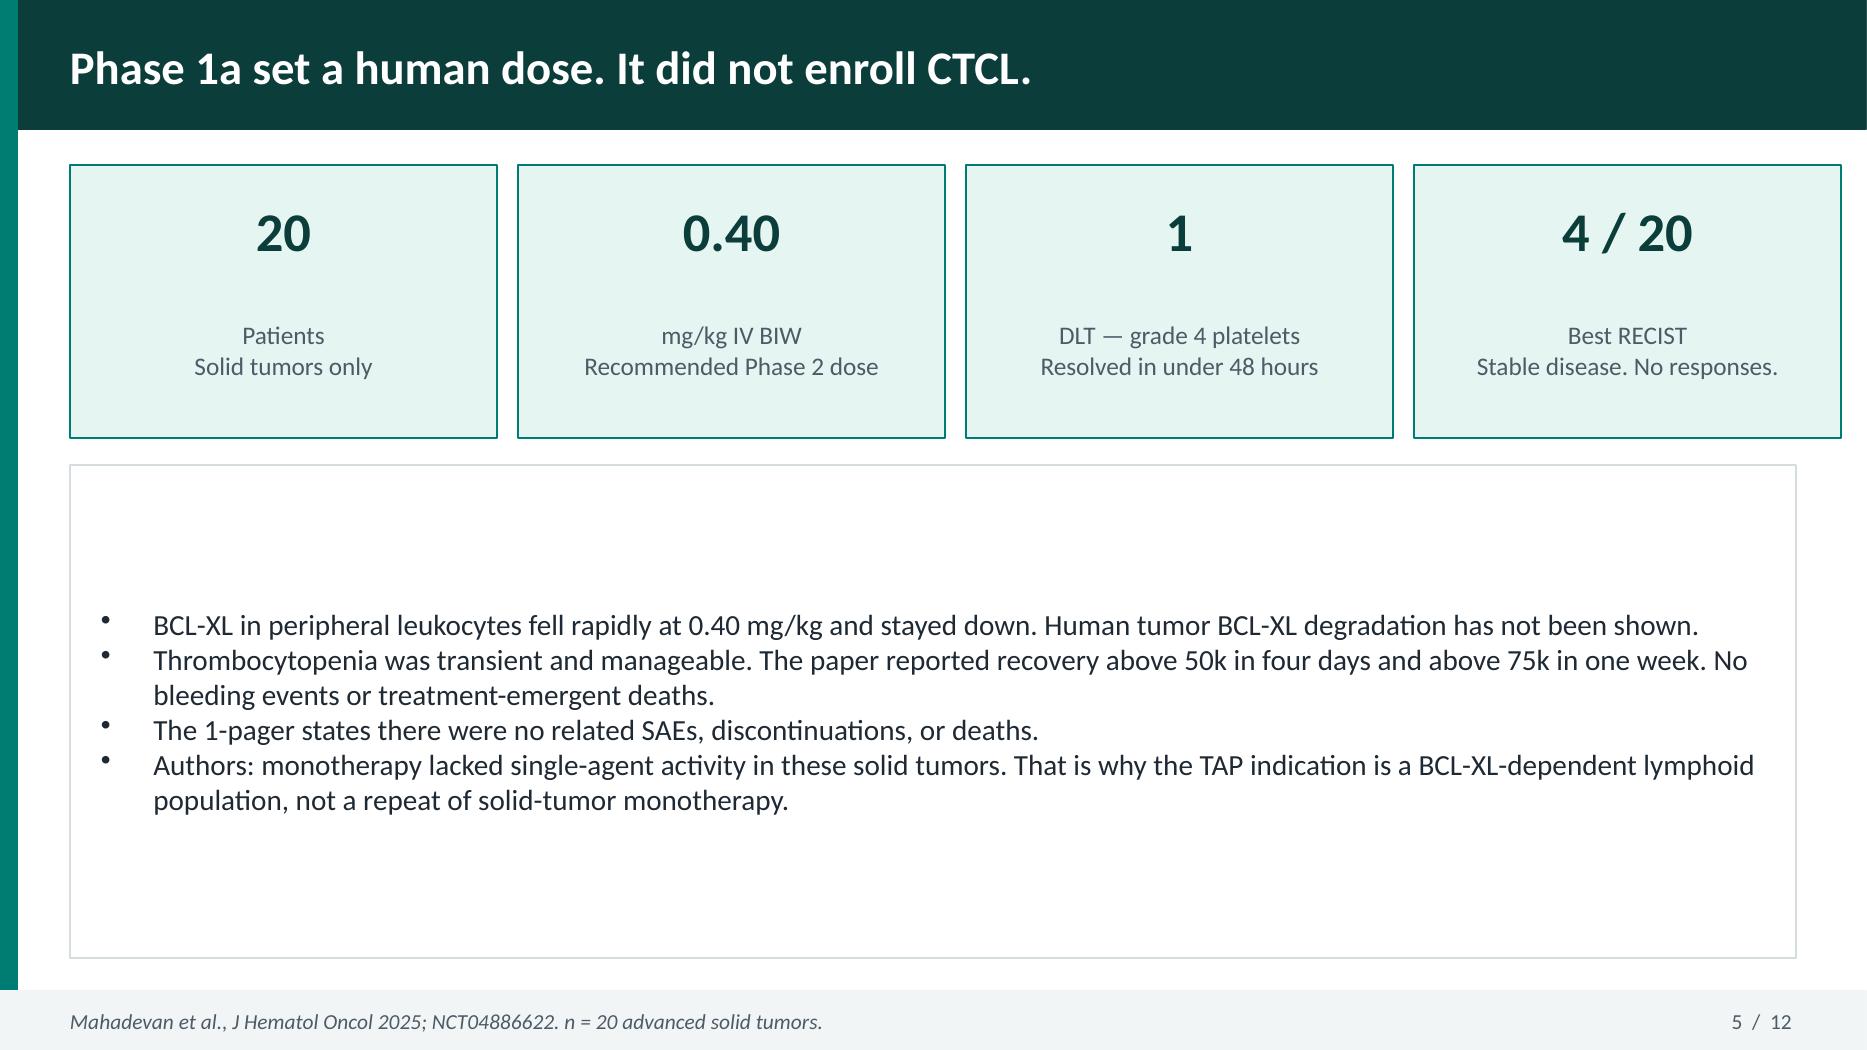 Phase 1a set a human dose. It did not enroll CTCL.
20
Patients
Solid tumors only
0.40
mg/kg IV BIW
Recommended Phase 2 dose
1
DLT — grade 4 platelets
Resolved in under 48 hours
4 / 20
Best RECIST
Stable disease. No responses.
• BCL-XL in peripheral leukocytes fell rapidly at 0.40 mg/kg and stayed down. Human tumor BCL-XL degradation has not been shown.
• Thrombocytopenia was transient and manageable. The paper reported recovery above 50k in four days and above 75k in one week. No
bleeding events or treatment-emergent deaths.
• The 1-pager states there were no related SAEs, discontinuations, or deaths.
• Authors: monotherapy lacked single-agent activity in these solid tumors. That is why the TAP indication is a BCL-XL-dependent lymphoid
population, not a repeat of solid-tumor monotherapy.
Mahadevan et al., J Hematol Oncol 2025; NCT04886622. n = 20 advanced solid tumors.
5 / 12